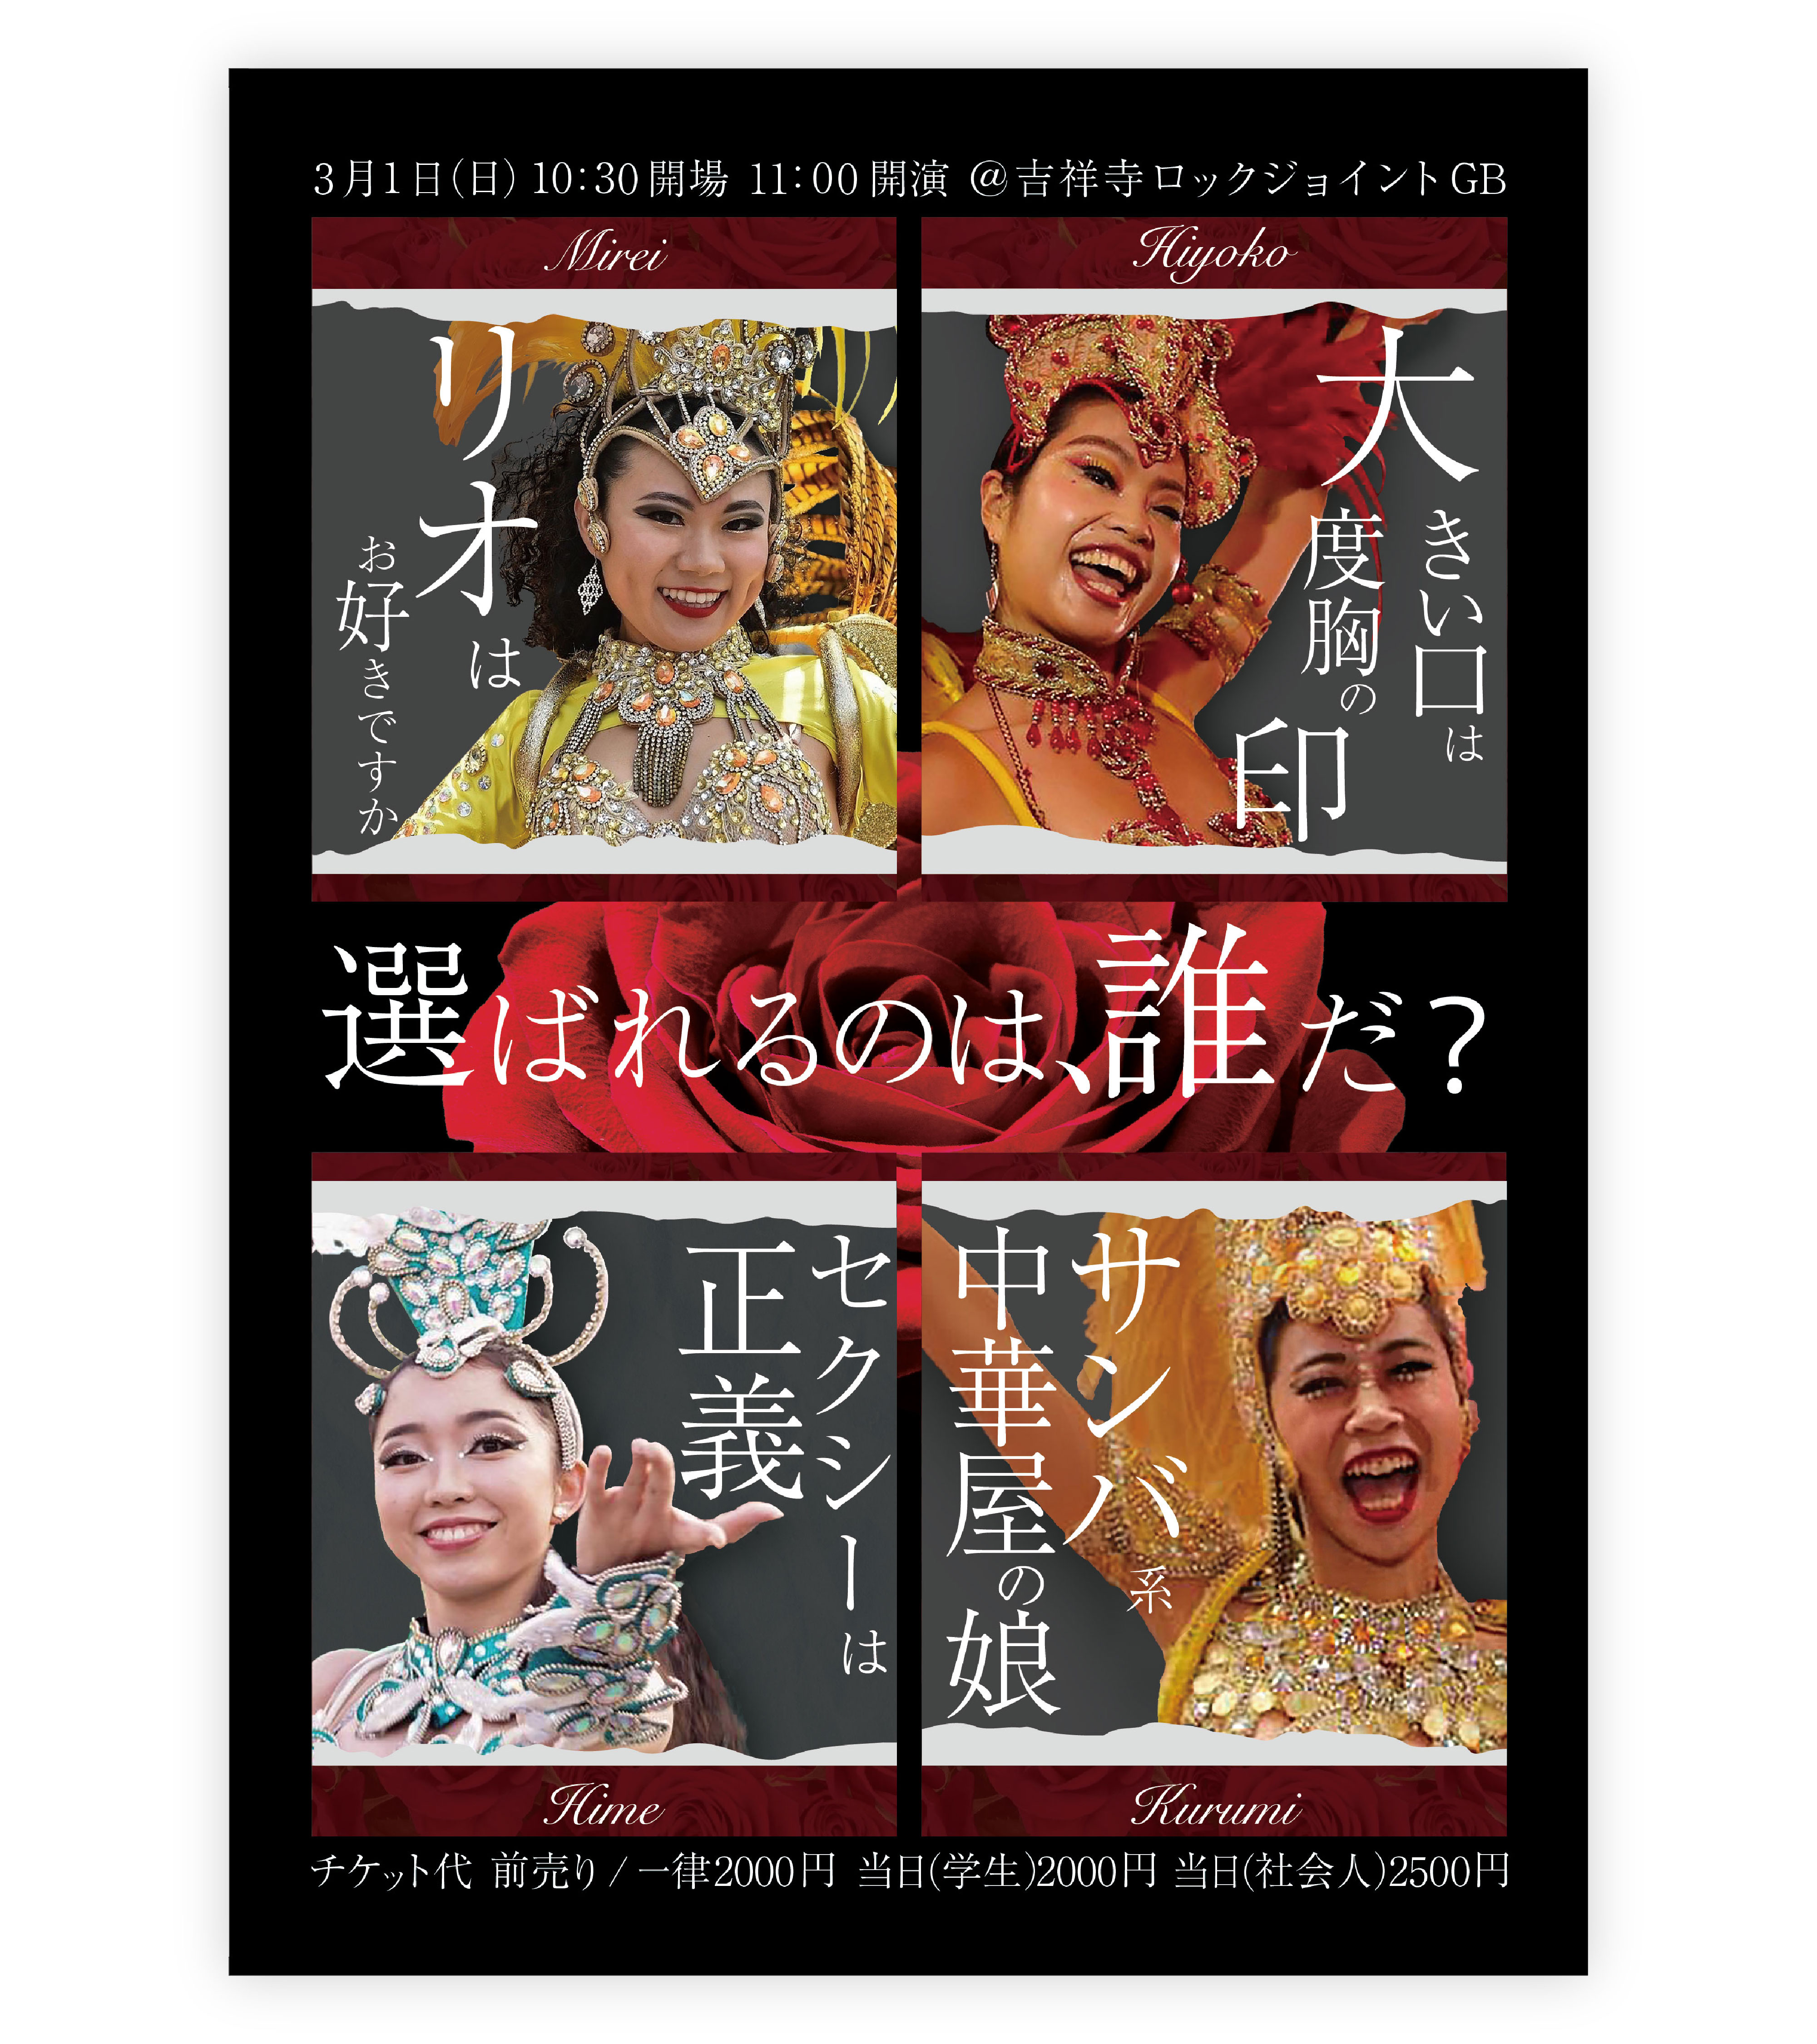 3月1日(日) 10:30開場 11:00開演 @吉祥寺ロックジョイントGB
Mirei
リオは
お好きですか
Hiyoko
大きい口は
度胸の
印
選ばれるのは、誰だ?
セクシーは
正義
Hime
サンバ系
中華屋の娘
Kurumi
チケット代 前売り/一律2000円 当日(学生)2000円 当日(社会人)2500円